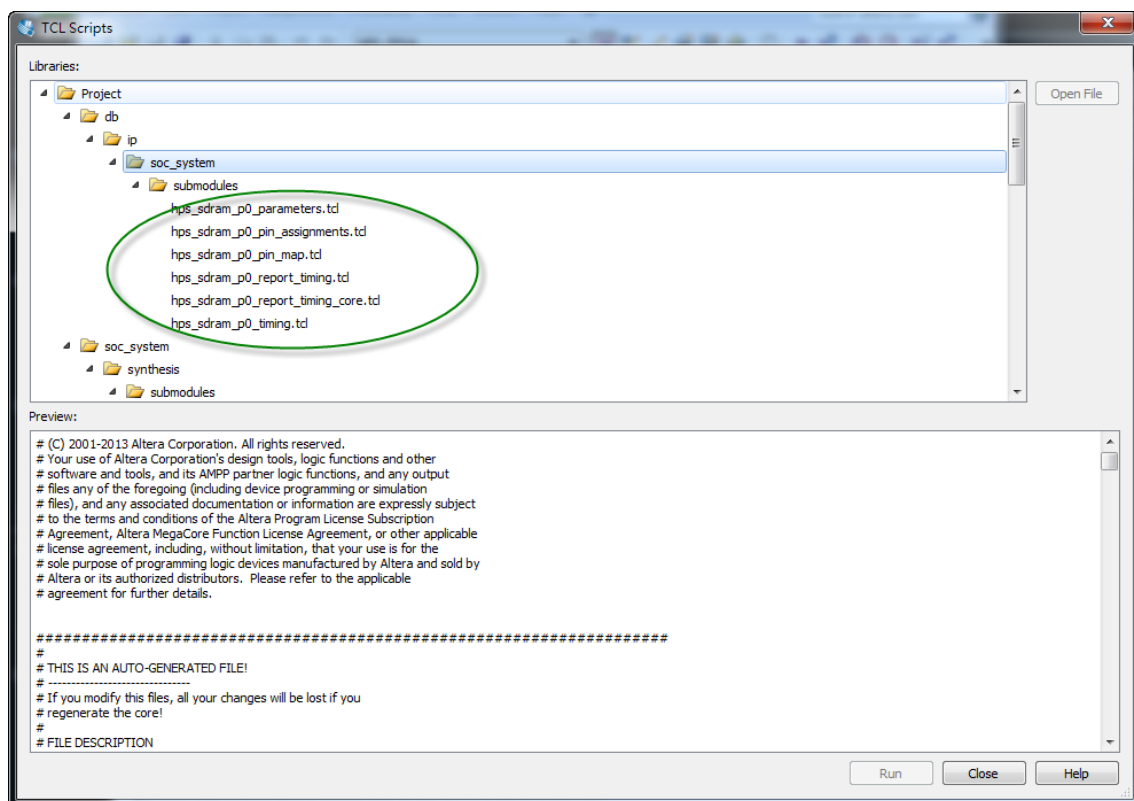 TCL Scripts
Libraries:
Project
Open File
db
ip
soc_system
submodules
hps_sdram_p0_parameters.tcl
hps_sdram_p0_pin_assignments.tcl
hps_sdram_p0_pin_map.tcl
hps_sdram_p0_report_timing.tcl
hps_sdram_p0_report_timing_core.tcl
hps_sdram_p0_timing.tcl
soc_system
synthesis
submodules
Preview:
# (C) 2001-2013 Altera Corporation. All rights reserved.
# Your use of Altera Corporation's design tools, logic functions and other
# software and tools, and its AMPP partner logic functions, and any output
# files any of the foregoing (including device programming or simulation
# files), and any associated documentation or information are expressly subject
# to the terms and conditions of the Altera Program License Subscription
# Agreement, Altera MegaCore Function License Agreement, or other applicable
# license agreement, including, without limitation, that your use is for the
# sole purpose of programming logic devices manufactured by Altera and sold by
# Altera or its authorized distributors.  Please refer to the applicable
# agreement for further details.
#####################################################################
#
# THIS IS AN AUTO-GENERATED FILE!
# -------------------------------
# If you modify this files, all your changes will be lost if you
# regenerate the core!
#
# FILE DESCRIPTION
Run
Close
Help